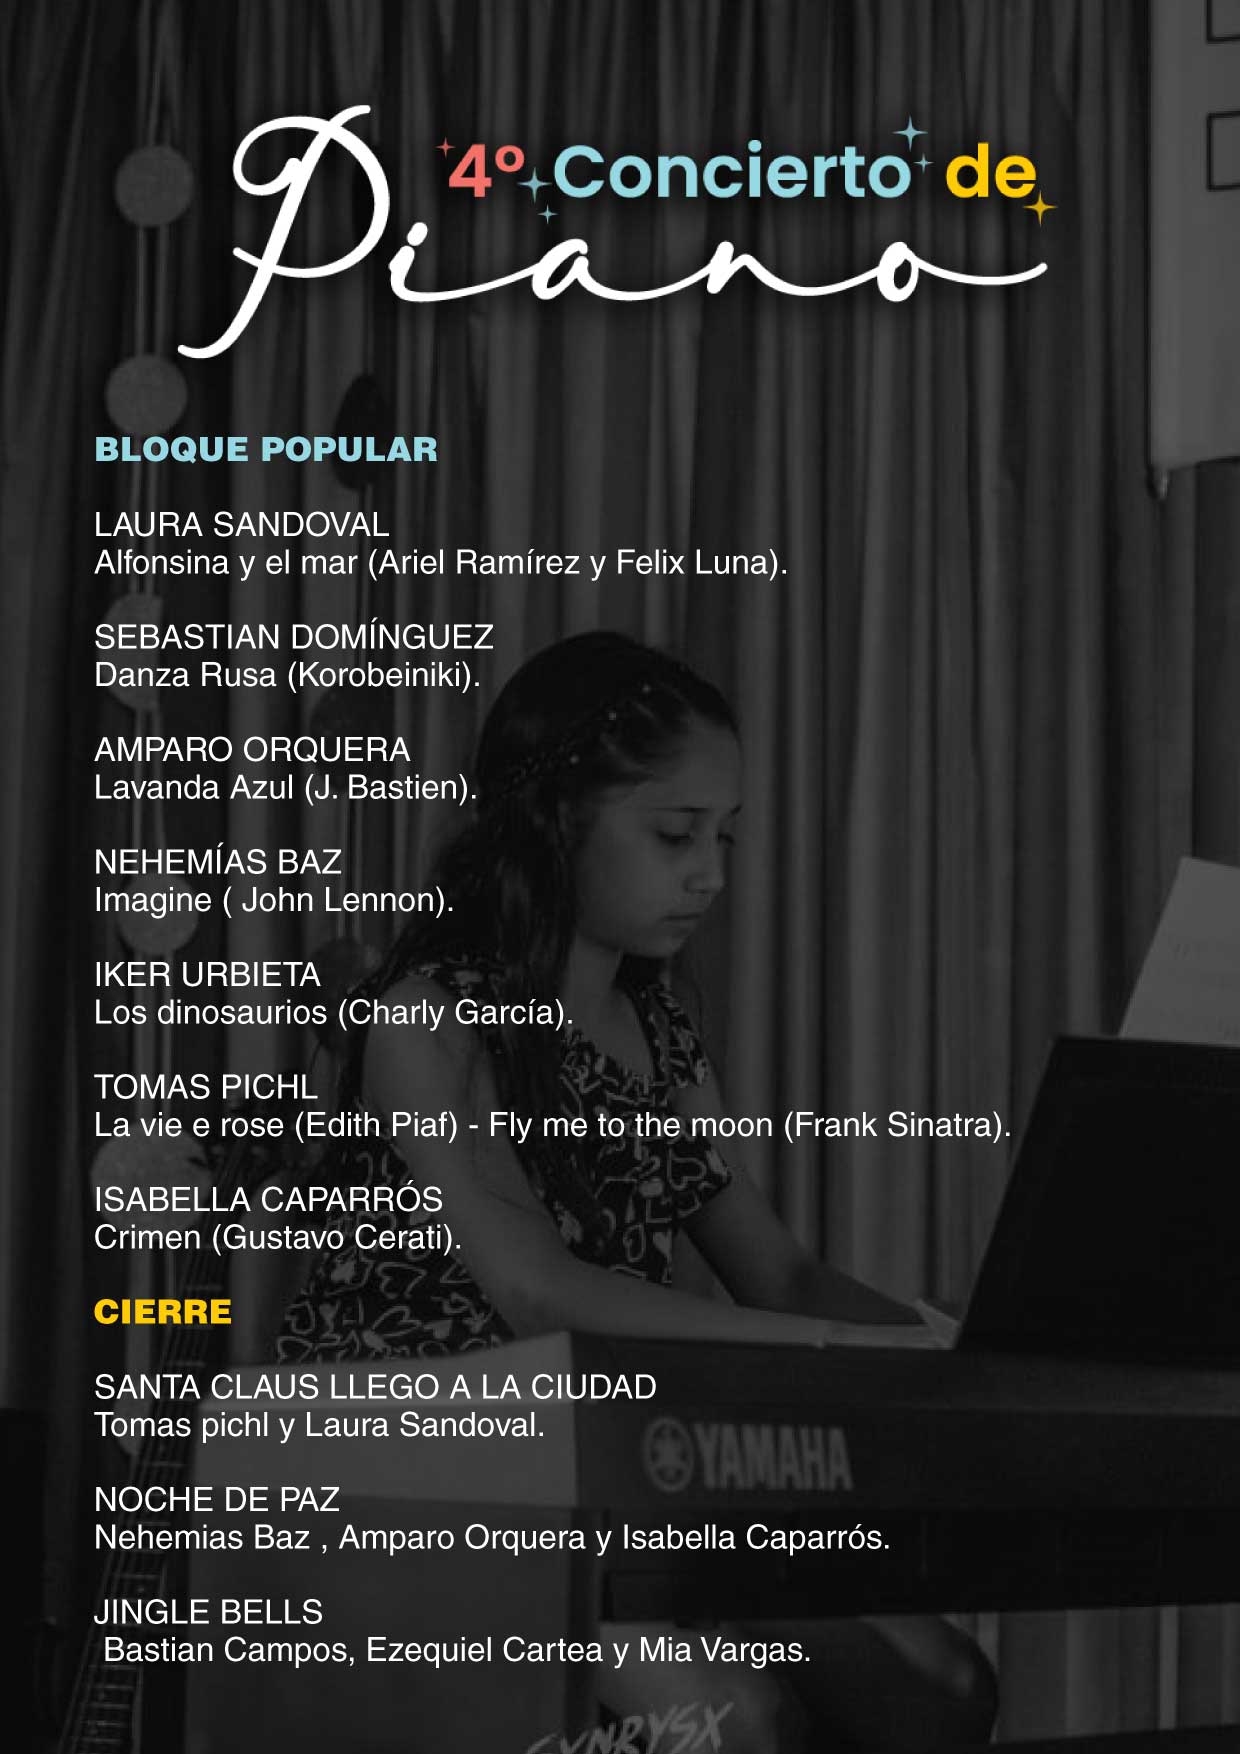 4º Concierto de
Piano
BLOQUE POPULAR
LAURA SANDOVAL
Alfonsina y el mar (Ariel Ramírez y Felix Luna).
SEBASTIAN DOMÍNGUEZ
Danza Rusa (Korobeiniki).
AMPARO ORQUERA
Lavanda Azul (J. Bastien).
NEHEMÍAS BAZ
Imagine ( John Lennon).
IKER URBIETA
Los dinosaurios (Charly García).
TOMAS PICHL
La vie e rose (Edith Piaf) - Fly me to the moon (Frank Sinatra).
ISABELLA CAPARRÓS
Crimen (Gustavo Cerati).
CIERRE
SANTA CLAUS LLEGO A LA CIUDAD
Tomas pichl y Laura Sandoval.
YAMAHA
NOCHE DE PAZ
Nehemias Baz , Amparo Orquera y Isabella Caparrós.
JINGLE BELLS
Bastian Campos, Ezequiel Cartea y Mia Vargas.